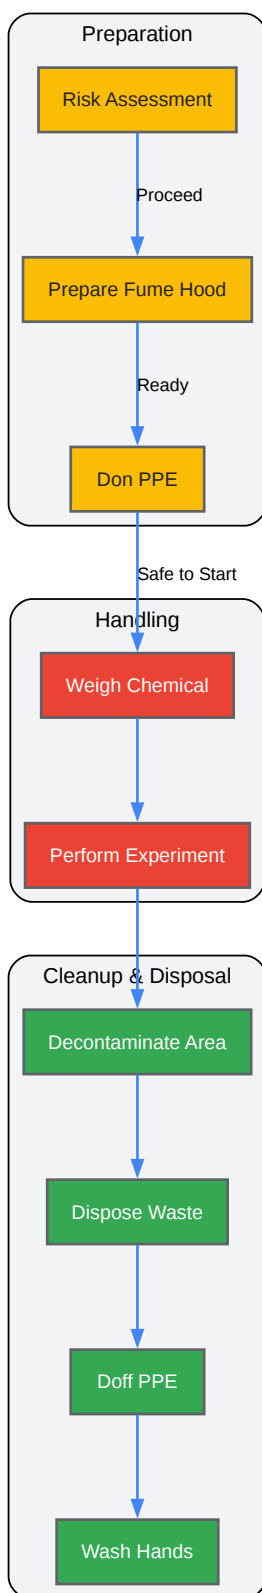 Preparation
Risk Assessment
Proceed
Prepare Fume Hood
Ready
Don PPE
Safe to Start
Handling
Weigh Chemical
Perform Experiment
Cleanup & Disposal
Decontaminate Area
Dispose Waste
Doff PPE
Wash Hands